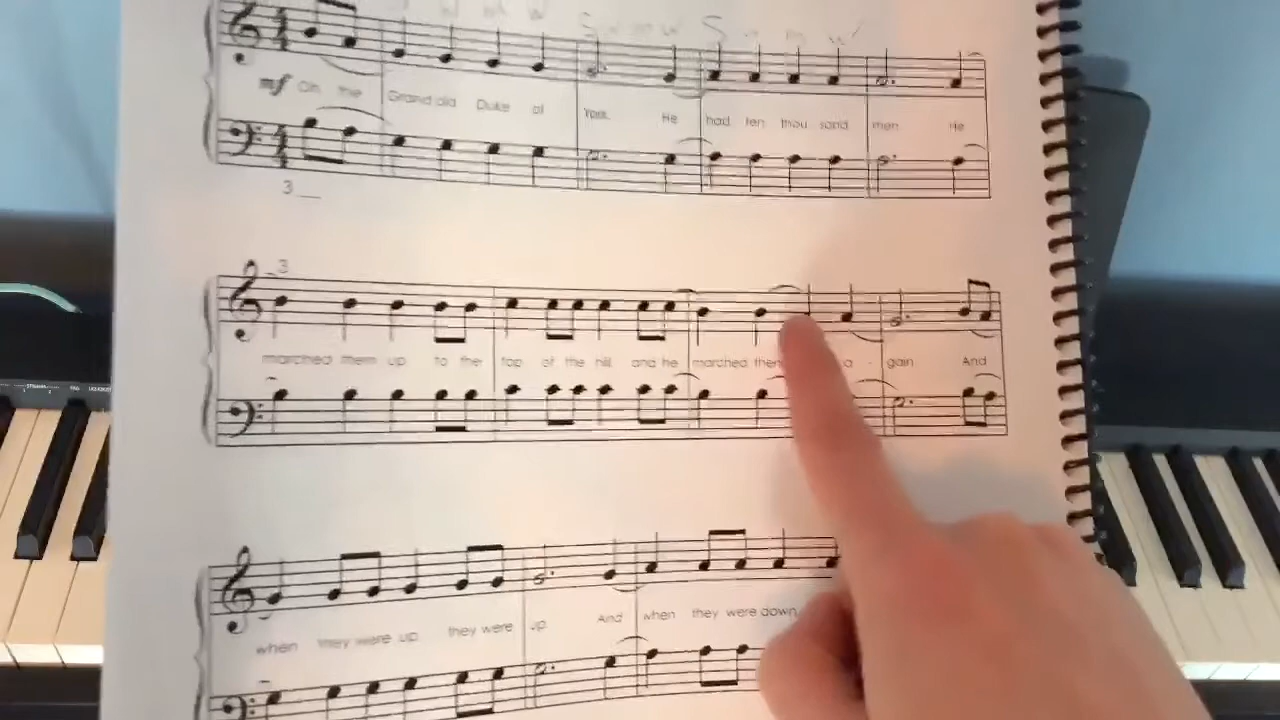 mf Oh the Grand old Duke of York. He had ten thou sand men He
3
3
marched them up to the top of the hill and he marched them a - gain And
when they were up they were up And when they were down